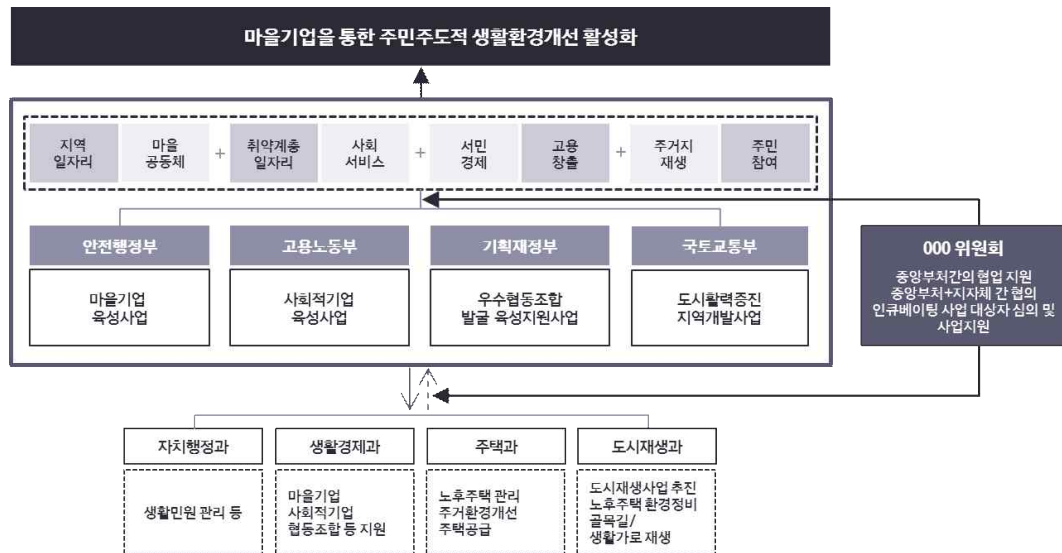 마을기업을 통한 주민주도적 생활환경개선 활성화
지역
일자리
마을
공동체
+
취약계층
일자리
사회
서비스
+
서민
경제
고용
창출
+
주거지
재생
주민
참여
안전행정부
고용노동부
기획재정부
국토교통부
마을기업
육성사업
사회적기업
육성사업
우수협동조합
발굴 육성지원사업
도시활력증진
지역개발사업
000 위원회
중앙부처간의 협업 지원
중앙부처+지자체 간 협의
인큐베이팅 사업 대상자 심의 및
사업지원
자치행정과
생활경제과
주택과
도시재생과
생활민원 관리 등
마을기업
사회적기업
협동조합 등 지원
노후주택 관리
주거환경개선
주택공급
도시재생사업 추진
노후주택 환경정비
골목길/
생활가로 재생